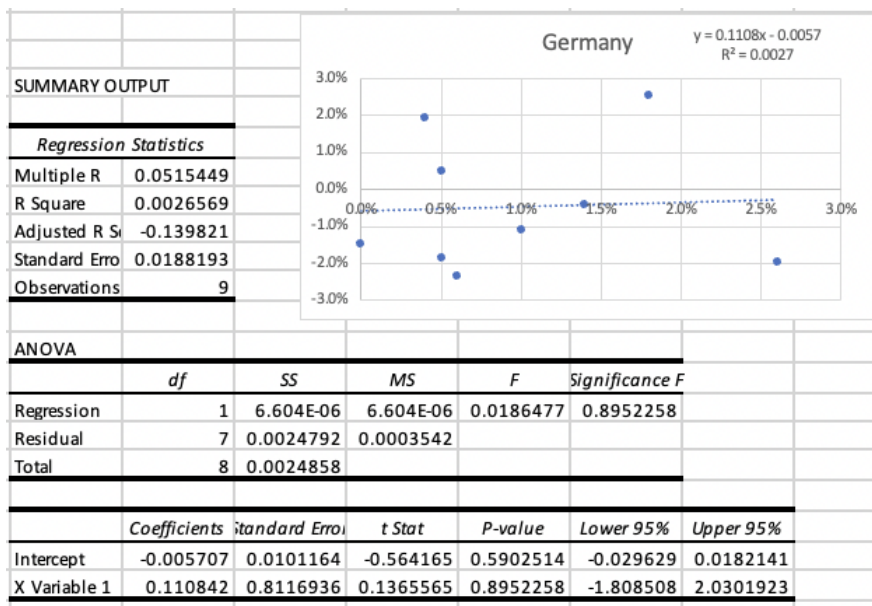 Germany
y = 0.1108x - 0.0057
R² = 0.0027
SUMMARY OUTPUT
3.0%
2.0%
1.0%
0.0%
-1.0%
-2.0%
-3.0%
0.0% 0.5% 1.0% 1.5% 2.0% 2.5% 3.0%
Regression Statistics
Multiple R 0.0515449
R Square 0.0026569
Adjusted R S -0.139821
Standard Erro 0.0188193
Observations 9
ANOVA
df SS MS F Significance F
Regression 1 6.604E-06 6.604E-06 0.0186477 0.8952258
Residual 7 0.0024792 0.0003542
Total 8 0.0024858
Coefficients Standard Error t Stat P-value Lower 95% Upper 95%
Intercept -0.005707 0.0101164 -0.564165 0.5902514 -0.029629 0.0182141
X Variable 1 0.110842 0.8116936 0.1365565 0.8952258 -1.808508 2.0301923